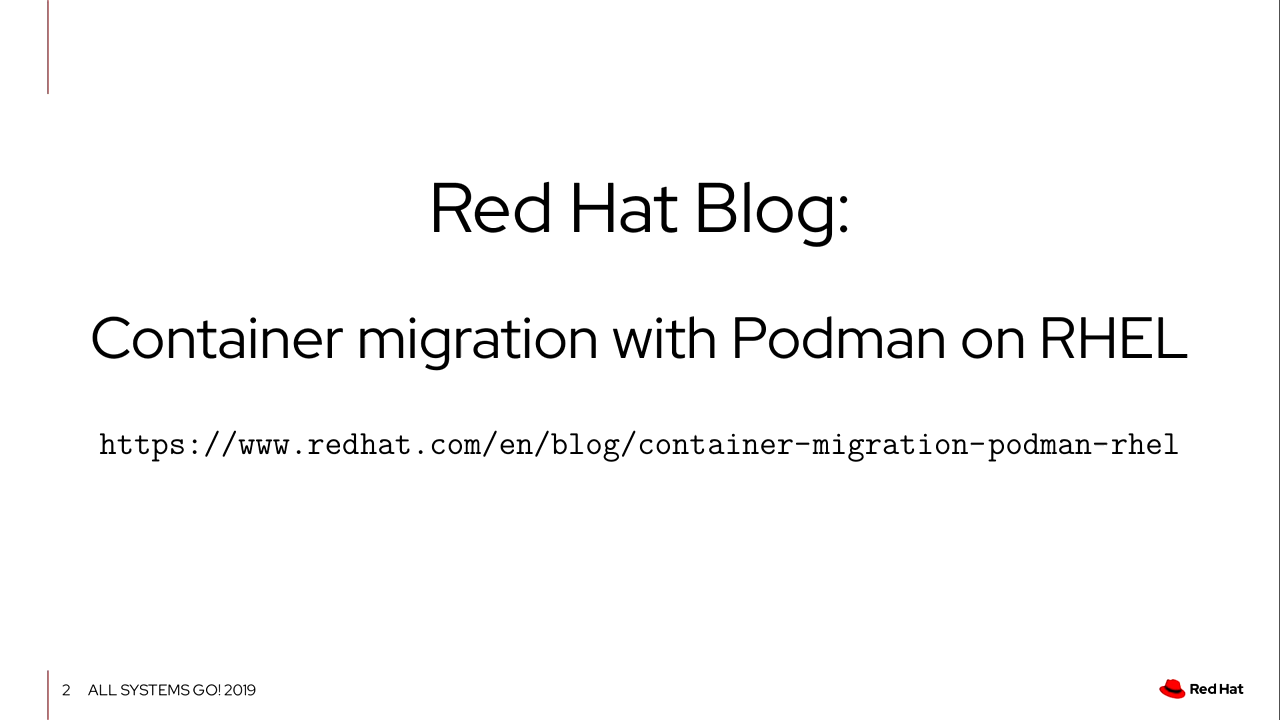 Red Hat Blog:
Container migration with Podman on RHEL
https://www.redhat.com/en/blog/container-migration-podman-rhel
2 ALL SYSTEMS GO! 2019
Red Hat